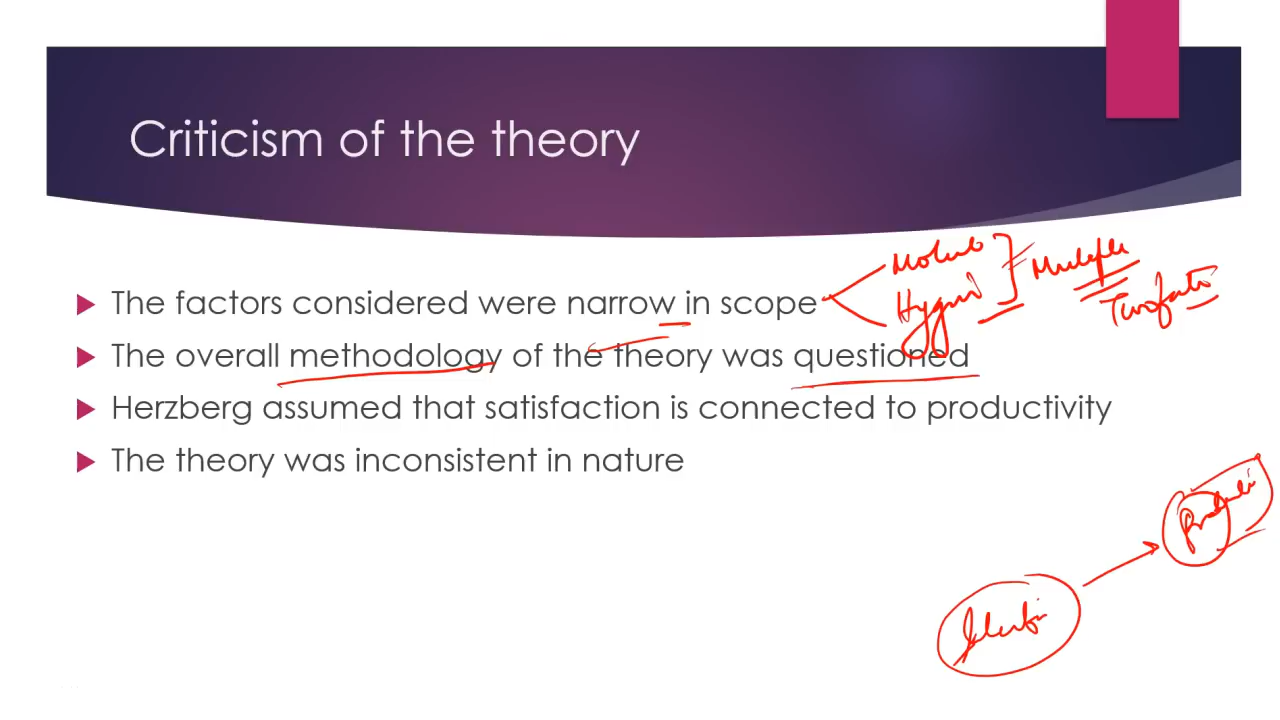 Criticism of the theory
The factors considered were narrow in scope
Multiple
The overall methodology of the theory was questioned
Herzberg assumed that satisfaction is connected to productivity
The theory was inconsistent in nature